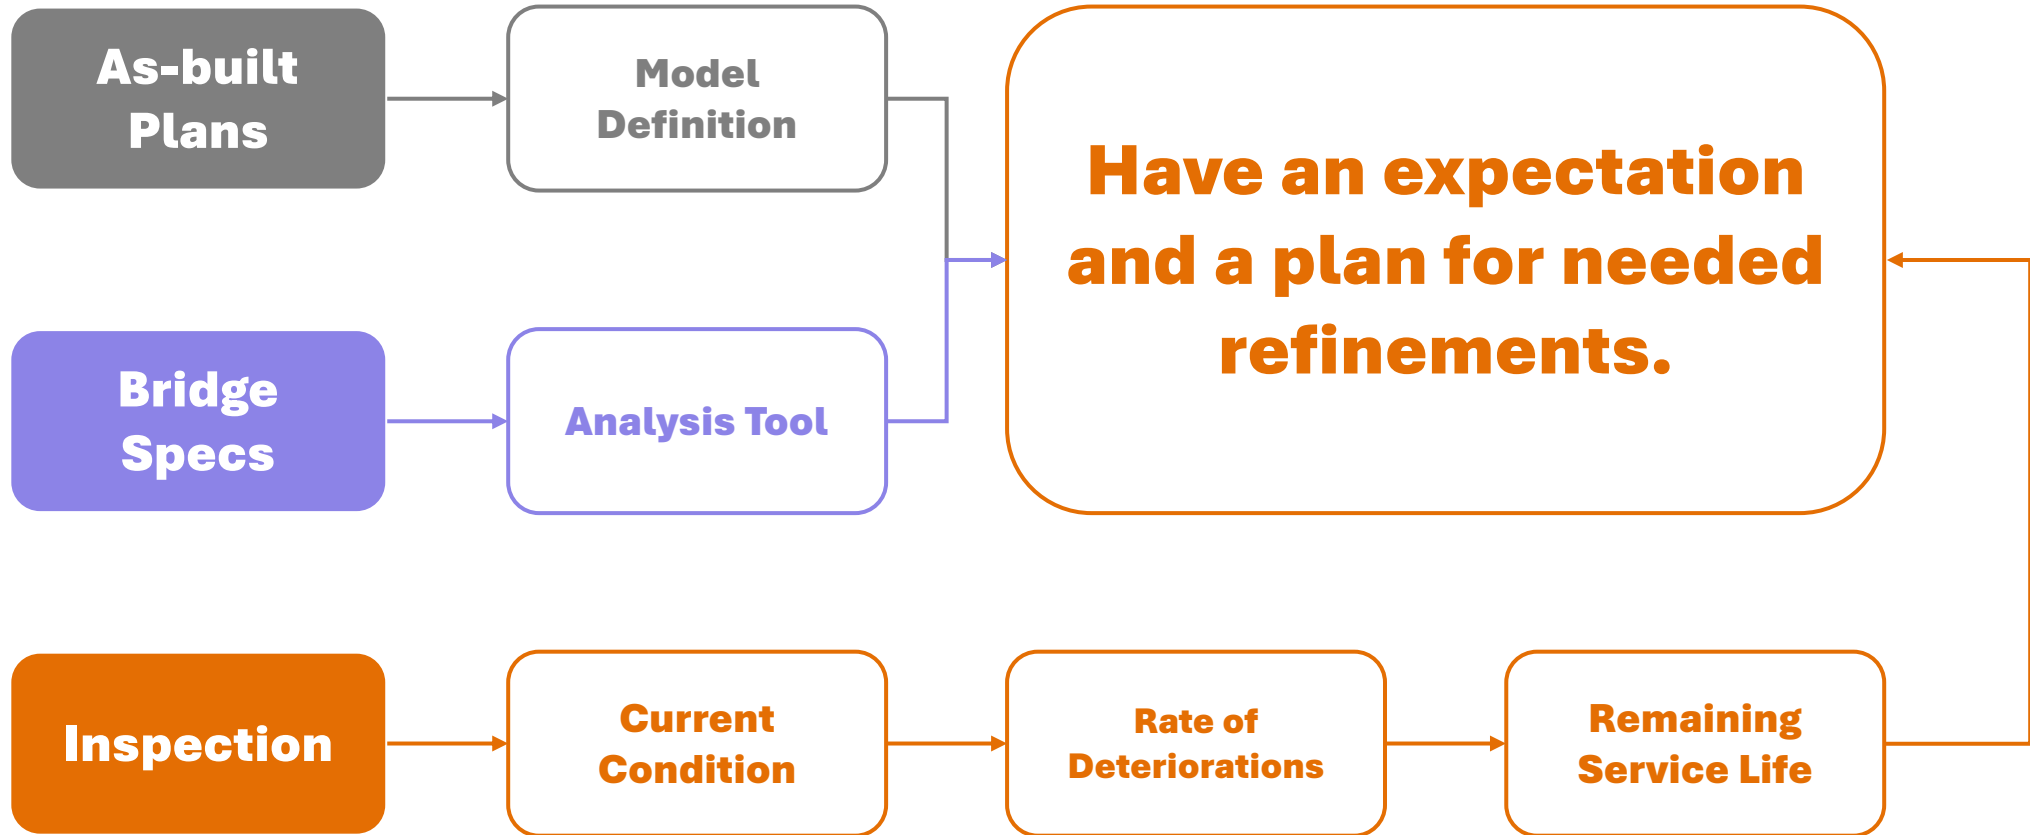 As-built
Plans
Model
Definition
Have an expectation
and a plan for needed
refinements.
Bridge
Specs
Analysis Tool
Inspection
Current
Condition
Rate of
Deteriorations
Remaining
Service Life